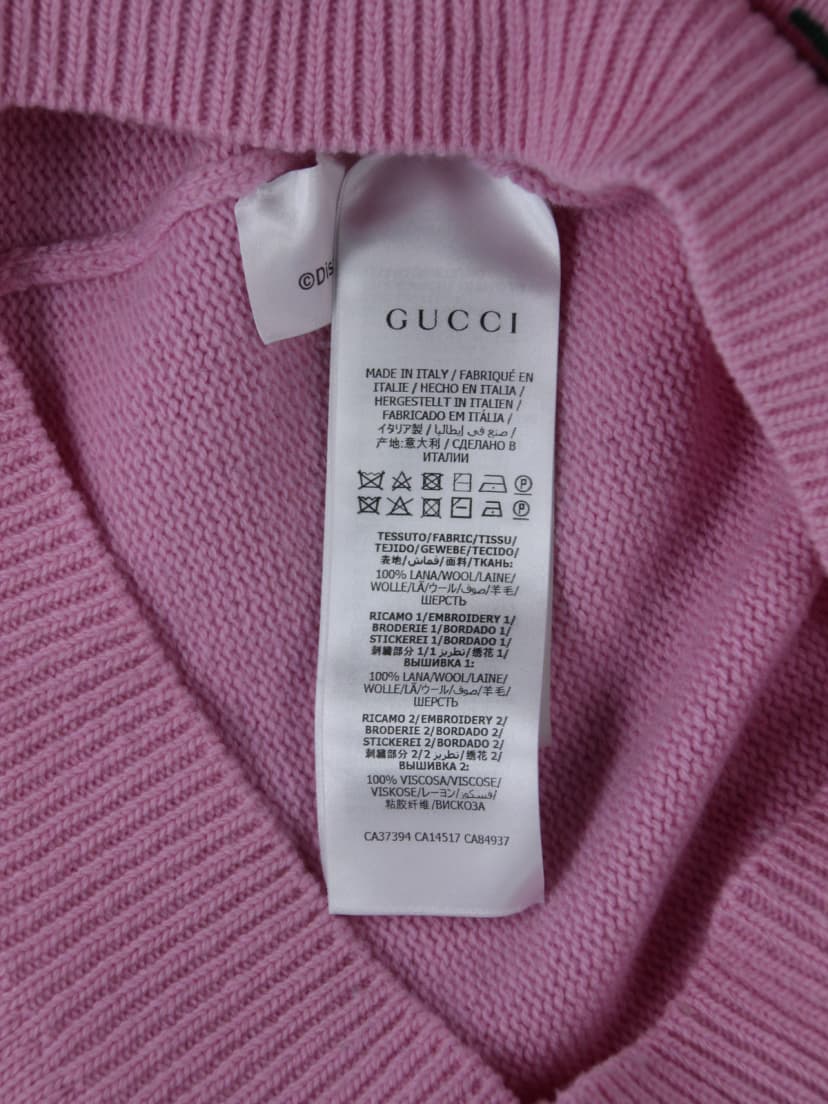 ©Dis
GUCCI
MADE IN ITALY / FABRIQUÉ EN
ITALIE / HECHO EN ITALIA /
HERGESTELLT IN ITALIEN /
FABRICADO EM ITÁLIA /
イタリア製 / صنع في إيطاليا /
产地:意大利 / СДЕЛАНО В
ИТАЛИИ
TESSUTO/FABRIC/TISSU/
TEJIDO/GEWEBE/TECIDO/
表地/قماش/面料/ТКАНЬ:
100% LANA/WOOL/LAINE/
WOLLE/LÃ/ウール/صوف/羊毛/
ШЕРСТЬ
RICAMO 1/EMBROIDERY 1/
BRODERIE 1/BORDADO 1/
STICKEREI 1/BORDADO 1/
刺繍部分 1/تطريز 1/绣花 1/
ВЫШИВКА 1:
100% LANA/WOOL/LAINE/
WOLLE/LÃ/ウール/صوف/羊毛/
ШЕРСТЬ
RICAMO 2/EMBROIDERY 2/
BRODERIE 2/BORDADO 2/
STICKEREI 2/BORDADO 2/
刺繍部分 2/تطريز 2/绣花 2/
ВЫШИВКА 2:
100% VISCOSA/VISCOSE/
VISKOSE/レーヨン/فسكوز/
粘胶纤维/ВИСКОЗА
CA37394 CA14517 CA84937